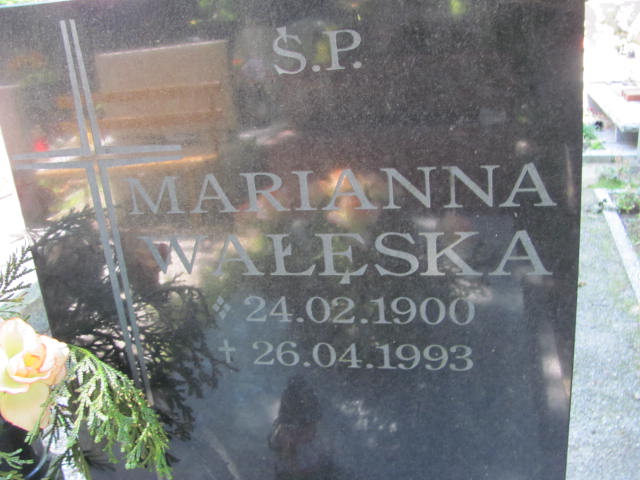 Ś.P.
MARIANNA
WAŁĘSKA
24.02.1900
✝ 26.04.1993